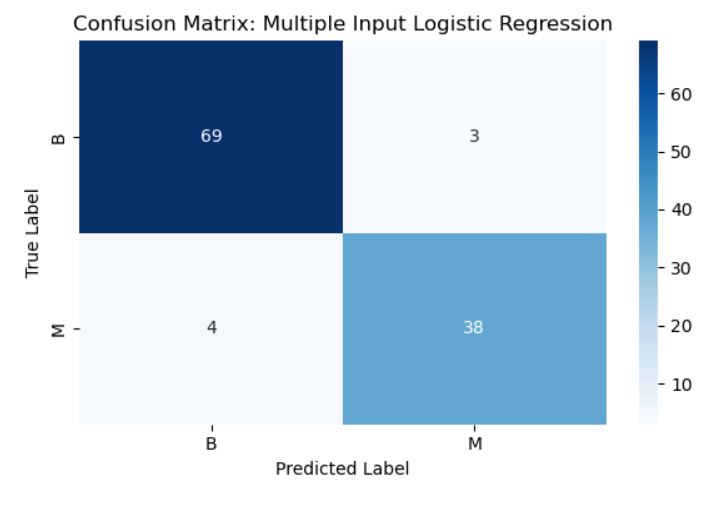 Confusion Matrix: Multiple Input Logistic Regression
B
69
3
M
4
38
B
M
Predicted Label
True Label
60
50
40
30
20
10